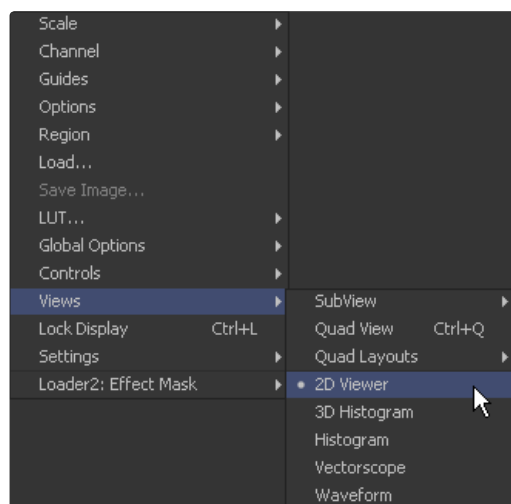 Scale
Channel
Guides
Options
Region
Load...
Save Image...
LUT...
Global Options
Controls
Views
Lock Display Ctrl+L
Settings
Loader2: Effect Mask
SubView
Quad View Ctrl+Q
Quad Layouts
2D Viewer
3D Histogram
Histogram
Vectorscope
Waveform